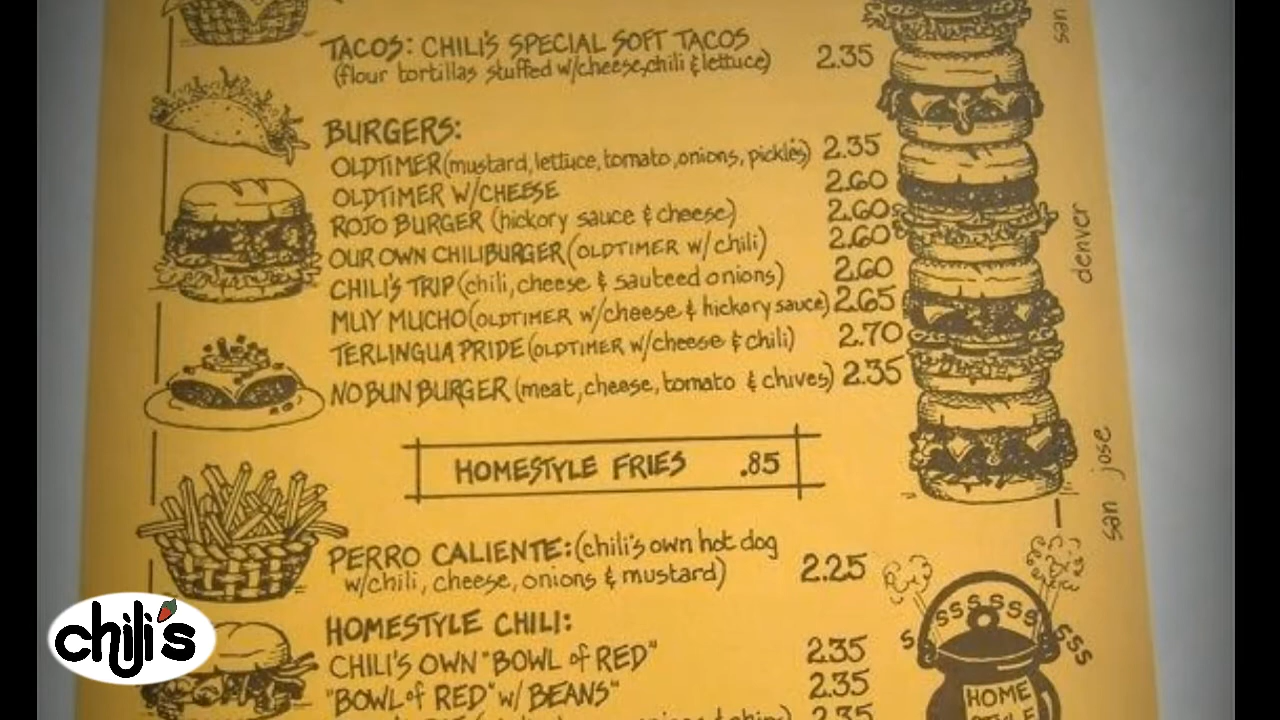 TACOS: CHILI'S SPECIAL SOFT TACOS
(flour tortillas stuffed w/cheese, chili & lettuce) 2.35
BURGERS:
OLDTIMER (mustard, lettuce, tomato, onions, pickles) 2.35
OLDTIMER W/CHEESE 2.60
ROJO BURGER (hickory sauce & cheese) 2.60
OUR OWN CHILIBURGER (OLDTIMER w/chili) 2.60
CHILI'S TRIP (chili, cheese & sauteed onions) 2.60
MUY MUCHO (OLDTIMER w/cheese & hickory sauce) 2.65
TERLINGUA PRIDE (OLDTIMER w/cheese & chili) 2.70
NO BUN BURGER (meat, cheese, tomato & chives) 2.35
HOMESTYLE FRIES .85
PERRO CALIENTE: (chili's own hot dog
w/chili, cheese, onions & mustard) 2.25
HOMESTYLE CHILI:
CHILI'S OWN "BOWL of RED" 2.35
"BOWL of RED" w/ BEANS" 2.35
2.35
san
denver
san jose
S SSSSSS SSS
HOME
chili's